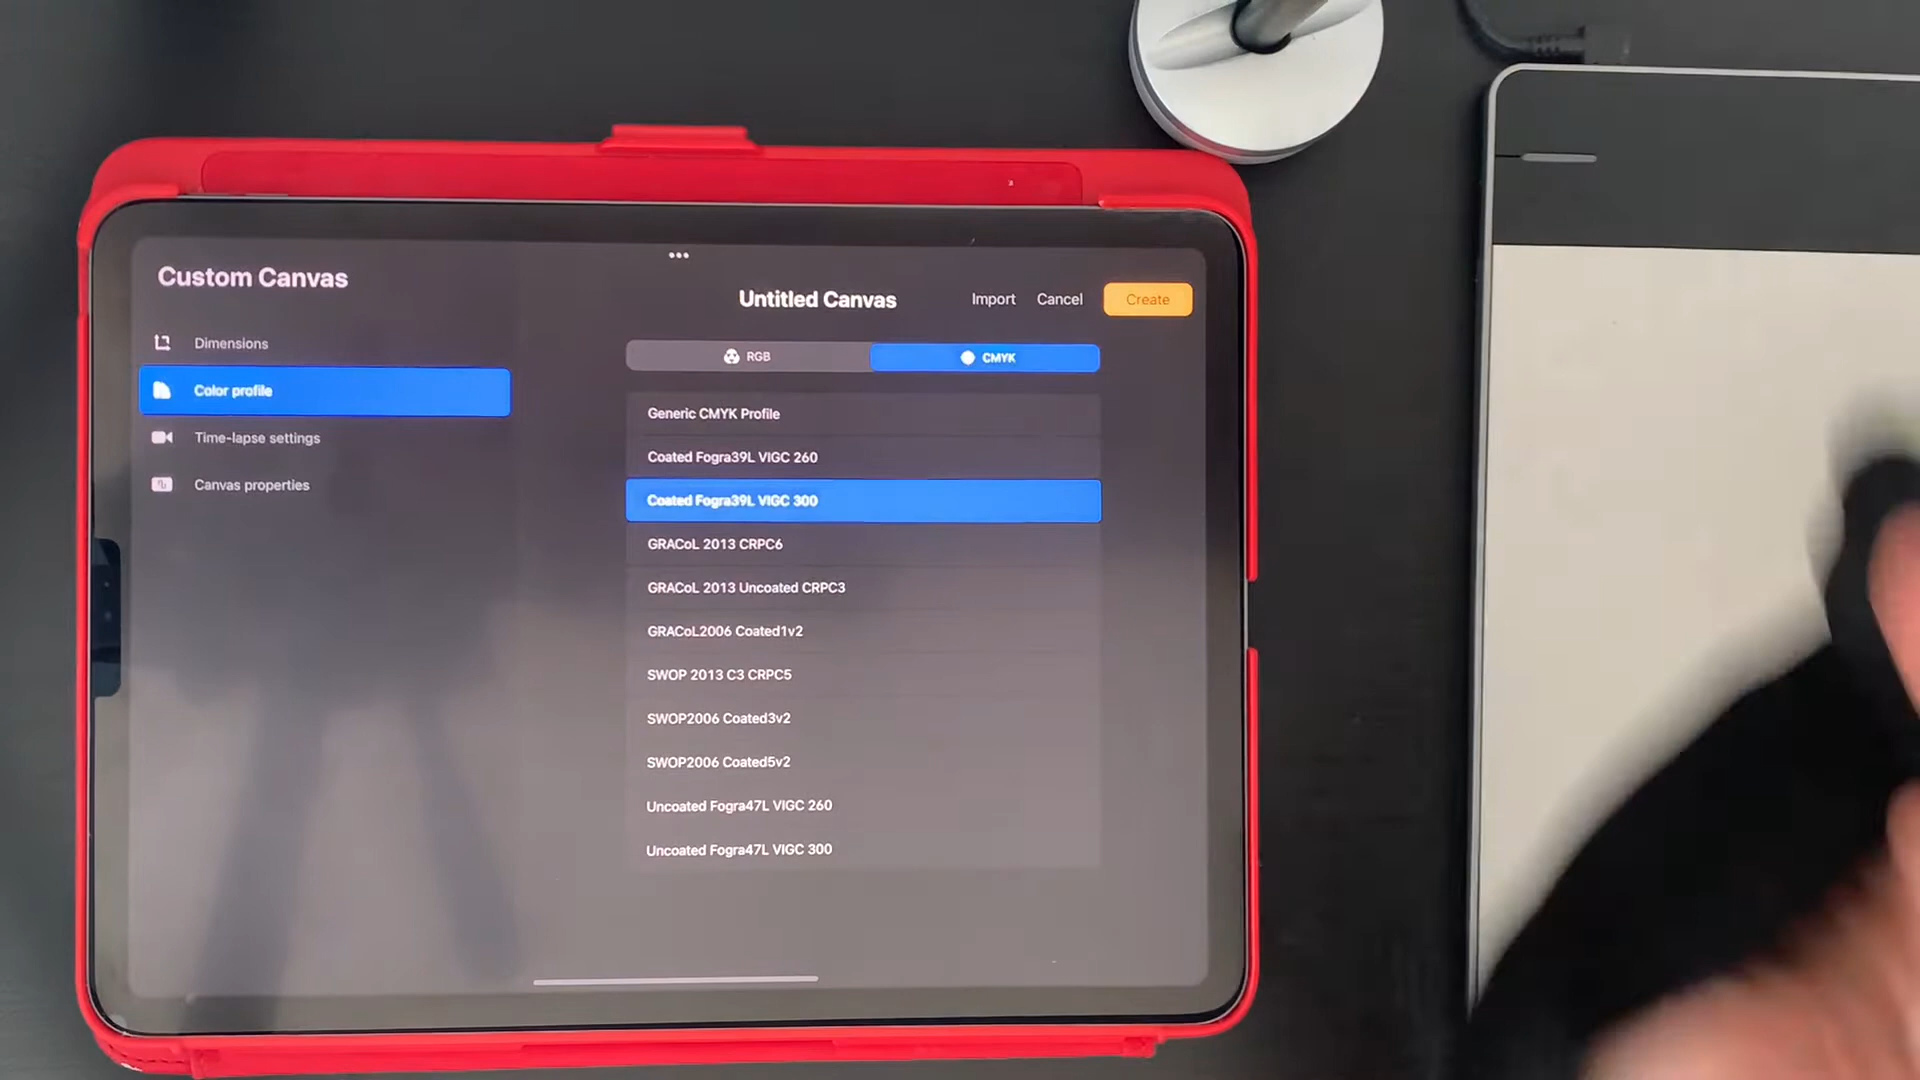 Custom Canvas
Dimensions
Color profile
Time-lapse settings
Canvas properties
Untitled Canvas
Import
Cancel
Create
RGB
CMYK
Generic CMYK Profile
Coated Fogra39L VIGC 260
Coated Fogra39L VIGC 300
GRACoL 2013 CRPC6
GRACoL 2013 Uncoated CRPC3
GRACoL2006 Coated1v2
SWOP 2013 C3 CRPC5
SWOP2006 Coated3v2
SWOP2006 Coated5v2
Uncoated Fogra47L VIGC 260
Uncoated Fogra47L VIGC 300